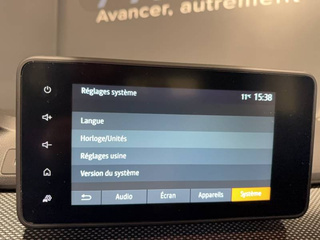 Avancer, autrement
Réglages système
11°c 15:38
Langue
Horloge/Unités
Réglages usine
Version du système
Audio
Écran
Appareils
Système